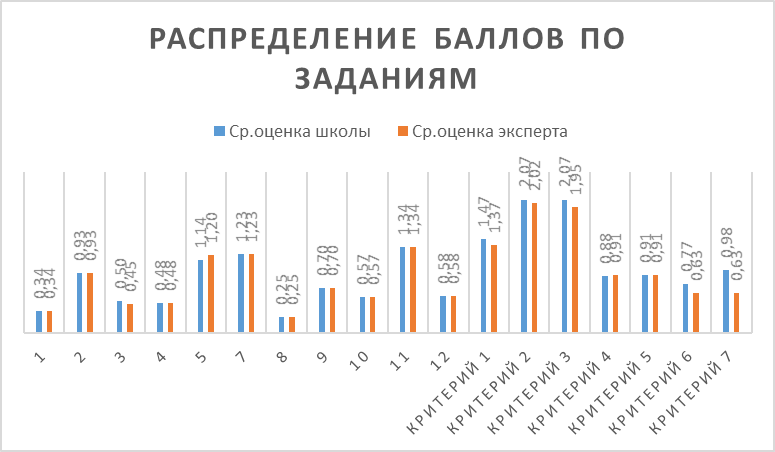 РАСПРЕДЕЛЕНИЕ БАЛЛОВ ПО
ЗАДАНИЯМ
Ср.оценка школы Ср.оценка эксперта
0,34 0,34
0,93 0,93
0,50 0,45
0,48 0,48
1,14 1,20
1,23 1,23
0,25 0,25
0,70 0,70
0,57 0,57
1,34 1,34
0,58 0,58
1,47 1,37
2,07 2,02
2,07 1,95
0,88 0,91
0,91 0,91
0,77 0,63
0,98 0,63
1
2
3
4
5
7
8
9
10
11
12
КРИТЕРИЙ 1
КРИТЕРИЙ 2
КРИТЕРИЙ 3
КРИТЕРИЙ 4
КРИТЕРИЙ 5
КРИТЕРИЙ 6
КРИТЕРИЙ 7